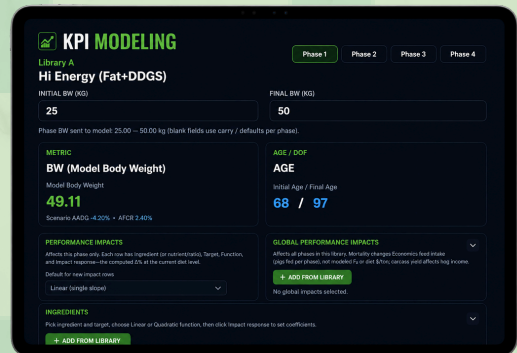 KPI MODELING
Phase 1 Phase 2 Phase 3 Phase 4
Library A
Hi Energy (Fat+DDGS)
INITIAL BW (KG) FINAL BW (KG)
25 50
Phase BW sent to model: 25.00 — 50.00 kg (blank fields use carry / defaults per phase).
METRIC
BW (Model Body Weight)
Model Body Weight
49.11
Scenario AADG -4.20% • AFCR 2.40%
AGE / DOF
AGE
Initial Age / Final Age
68 / 97
PERFORMANCE IMPACTS
Affects this phase only. Each row has Ingredient (or nutrient/ratio), Target, Function,
and Impact response—the computed Δ% at the current diet level.
Default for new impact rows
Linear (single slope)
GLOBAL PERFORMANCE IMPACTS
Affects all phases in this library. Mortality changes Economics feed intake
(pigs fed per phase), not modeled or diet $/ton; carcass yield affects hog income.
+ ADD FROM LIBRARY
No global impacts selected.
INGREDIENTS
Pick ingredient and target, choose Linear or Quadratic function, then click Impact response to set coefficients.
+ ADD FROM LIBRARY